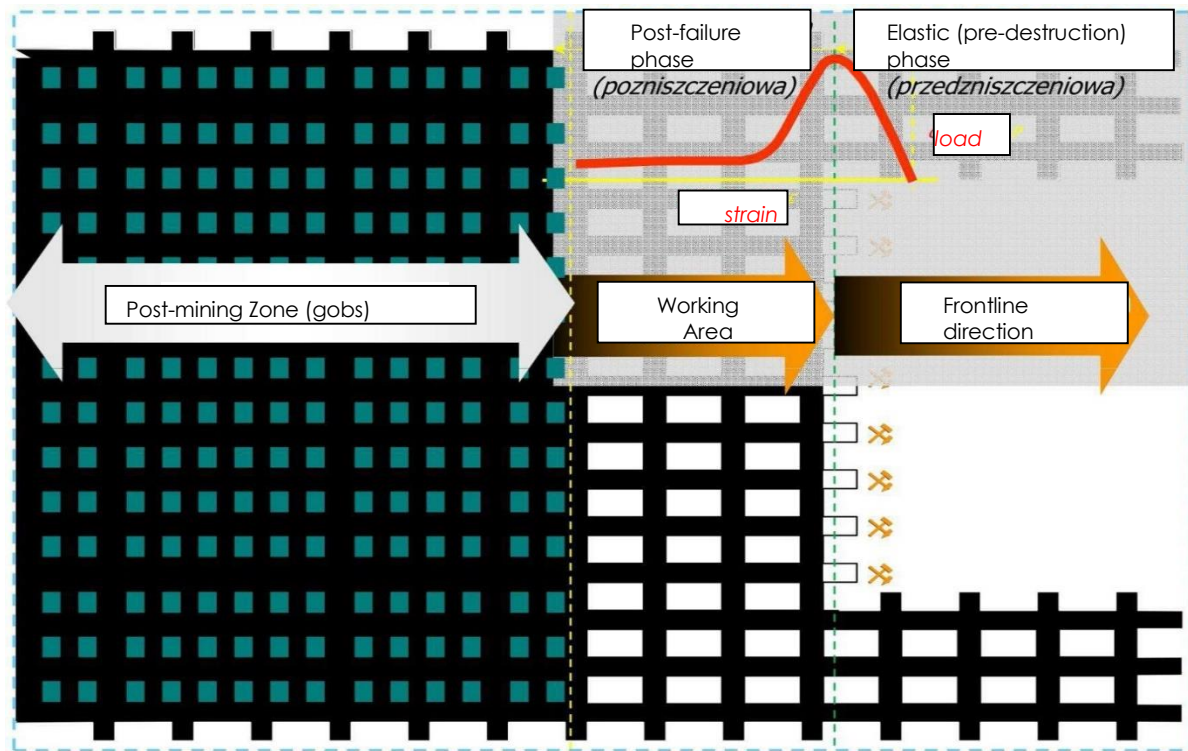 Post-failure
phase
(pozniszczeniowa)
Elastic (pre-destruction)
phase
(przedzniszczeniowa)
load
strain
Post-mining Zone (gobs)
Working
Area
Frontline
direction